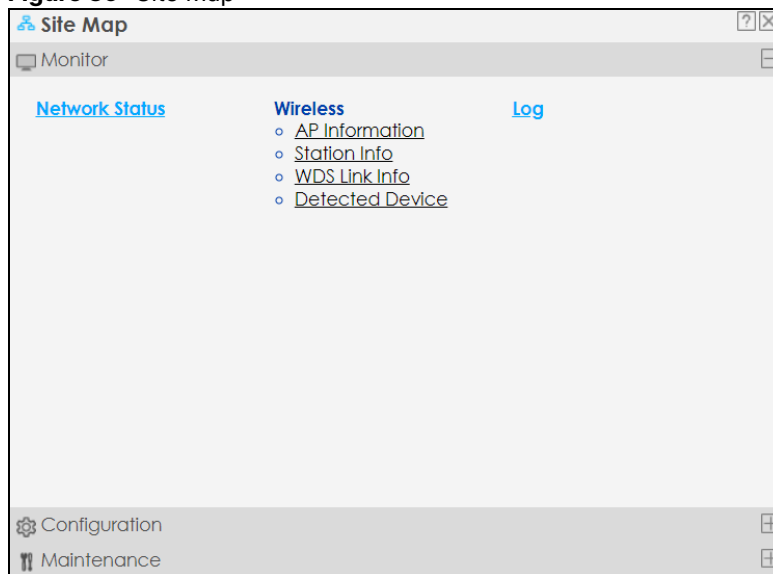 Site Map
Monitor
Network Status
Wireless
AP Information
Station Info
WDS Link Info
Detected Device
Log
Configuration
Maintenance